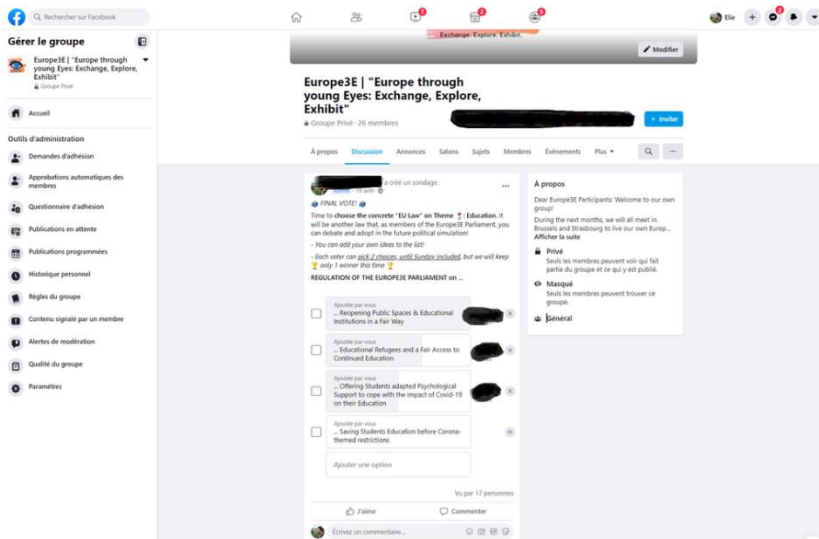 Rechercher sur Facebook
7
2
5
Elie
2
Gérer le groupe
Europe3E | "Europe through
young Eyes: Exchange, Explore,
Exhibit"
Groupe Privé
Accueil
Outils d'administration
Demandes d'adhésion
Approbations automatiques des
membres
Questionnaire d'adhésion
Publications en attente
Publications programmées
Historique personnel
Règles du groupe
Contenu signalé par un membre
Alertes de modération
Qualité du groupe
Paramètres
Exchange. Explore. Exhibit.
Modifier
Europe3E | "Europe through
young Eyes: Exchange, Explore,
Exhibit"
Groupe Privé · 26 membres
+ Inviter
À propos
Discussion
Annonces
Salons
Sujets
Membres
Événements
Plus
a créé un sondage.
FINAL VOTE!
Time to choose the concrete "EU Law" on Theme : Education. It
will be another law that, as members of the Europe3E Parliament, you
can debate and adopt in the future political simulation!
- You can add your own ideas to the list!
- Each voter can pick 2 choices, until Sunday included, but we will keep
only 1 winner this time
REGULATION OF THE EUROPE3E PARLIAMENT on ...
Ajoutée par vous
... Reopening Public Spaces & Educational
Institutions in a Fair Way
Ajoutée par vous
... Educational Refugees and a Fair Access to
Continued Education
Ajoutée par vous
... Offering Students adapted Psychological
Support to cope with the impact of Covid-19
on their Education
Ajoutée par vous
... Saving Students Education before Corona-
themed restrictions
Ajouter une option
Vu par 17 personnes
J'aime
Commenter
Écrivez un commentaire...
À propos
Dear Europe3E Participants: Welcome to our own
group!
During the next months, we will all meet in
Brussels and Strasbourg to live our own Europ...
Afficher la suite
Privé
Seuls les membres peuvent voir qui fait
partie du groupe et ce qui y est publié.
Masqué
Seuls les membres peuvent trouver ce
groupe.
Général